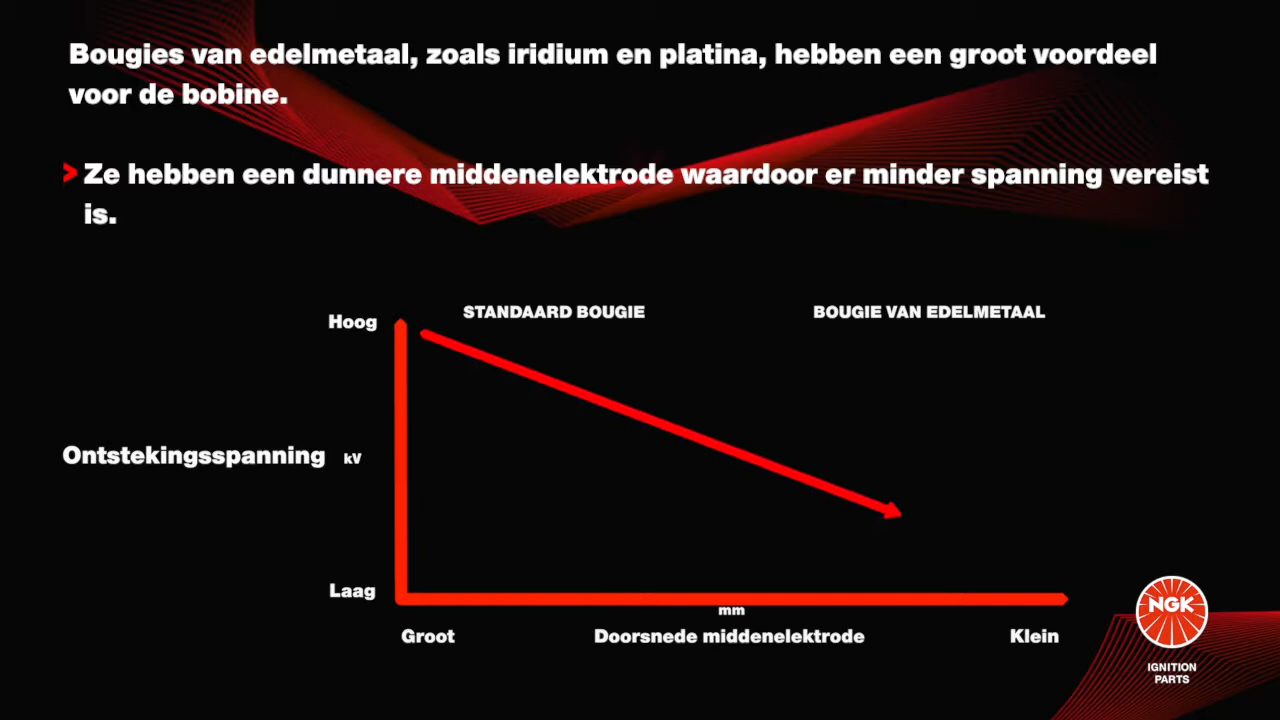 Bougies van edelmetaal, zoals iridium en platina, hebben een groot voordeel
voor de bobine.
> Ze hebben een dunnere middenelektrode waardoor er minder spanning vereist
is.
STANDAARD BOUGIE
BOUGIE VAN EDELMETAAL
Hoog
Ontstekingsspanning kV
Laag
mm
Groot
Doorsnede middenelektrode
Klein
NGK
IGNITION
PARTS